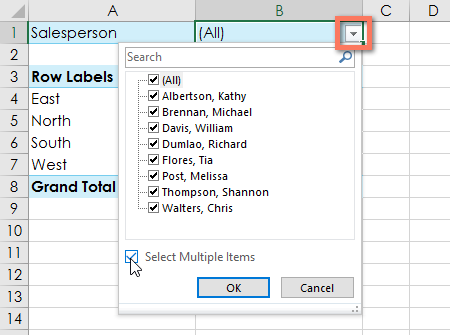 A B C D
1 Salesperson (All)
2 Search
3 Row Labels (All)
4 East Albertson, Kathy
Brennan, Michael
5 North Davis, William
6 South Dumlao, Richard
Flores, Tia
7 West Post, Melissa
8 Grand Total Thompson, Shannon
9 Walters, Chris
10
11 Select Multiple Items
12
13 OK Cancel
14